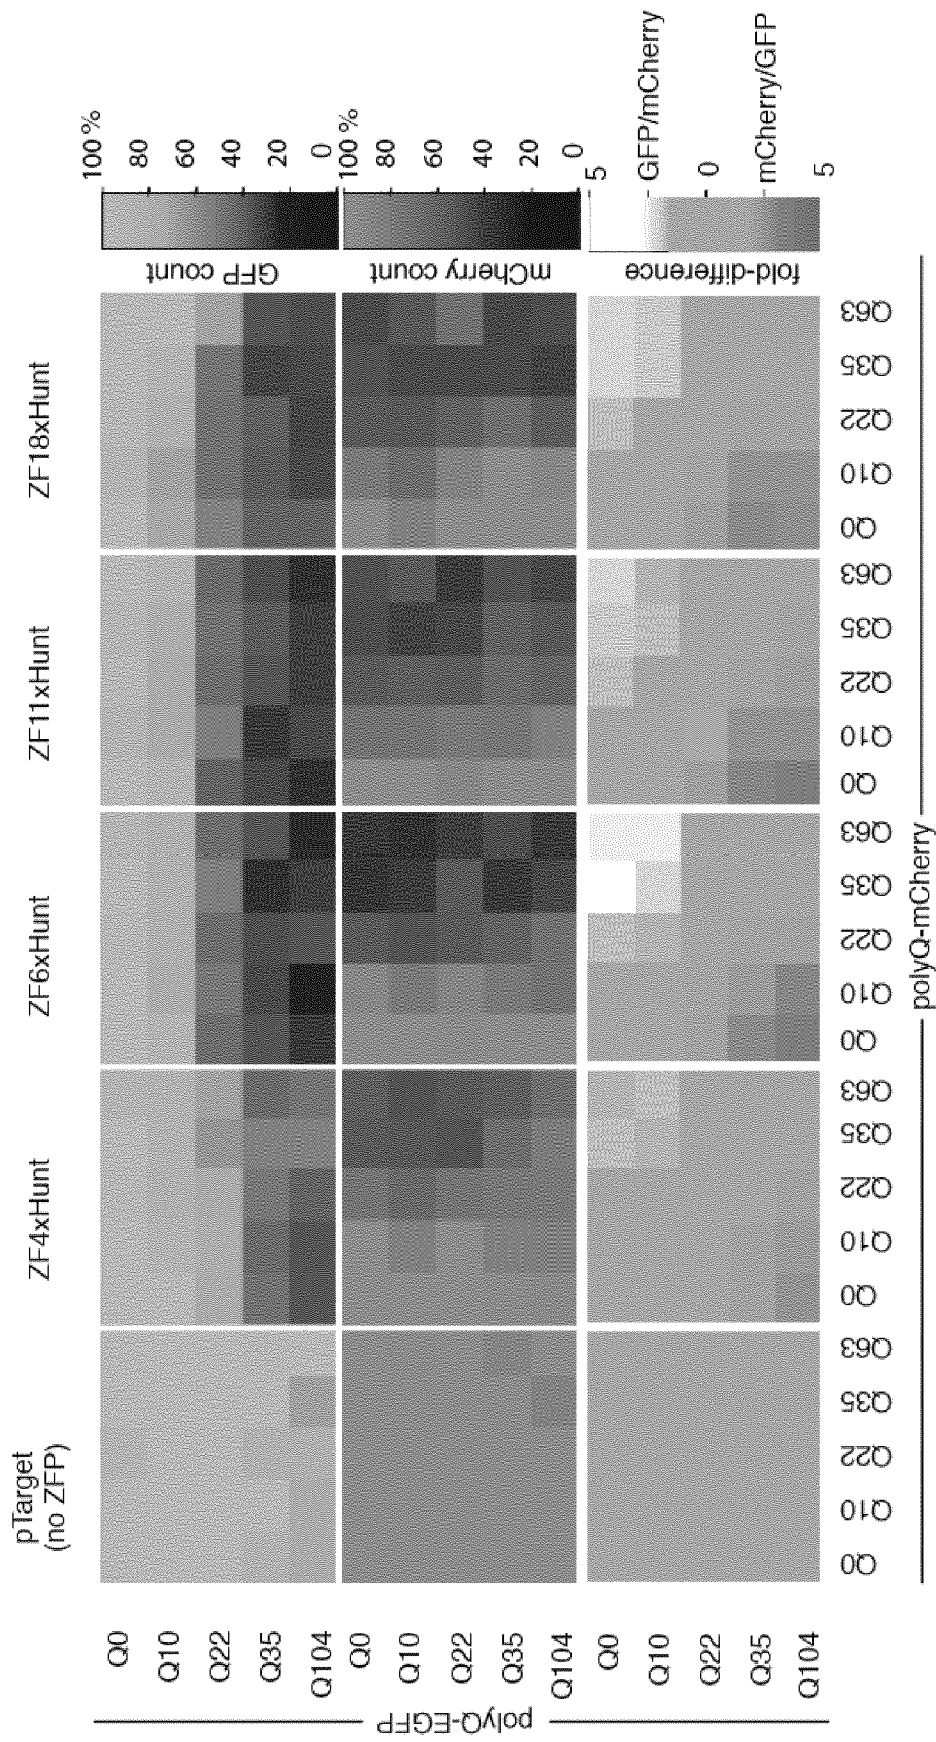 pTarget
(no ZFP)
ZF4xHunt
ZF6xHunt
ZF11xHunt
ZF18xHunt
polyQ-EGFP
Q0
Q10
Q22
Q35
Q104
GFP count
100 %
80
60
40
20
0
Q0
Q10
Q22
Q35
Q104
mCherry count
100 %
80
60
40
20
0
Q0
Q10
Q22
Q35
Q104
fold-difference
5
GFP/mCherry
0
mCherry/GFP
5
Q0 Q10 Q22 Q35 Q63 Q0 Q10 Q22 Q35 Q63 Q0 Q10 Q22 Q35 Q63 Q0 Q10 Q22 Q35 Q63 Q0 Q10 Q22 Q35 Q63
polyQ-mCherry